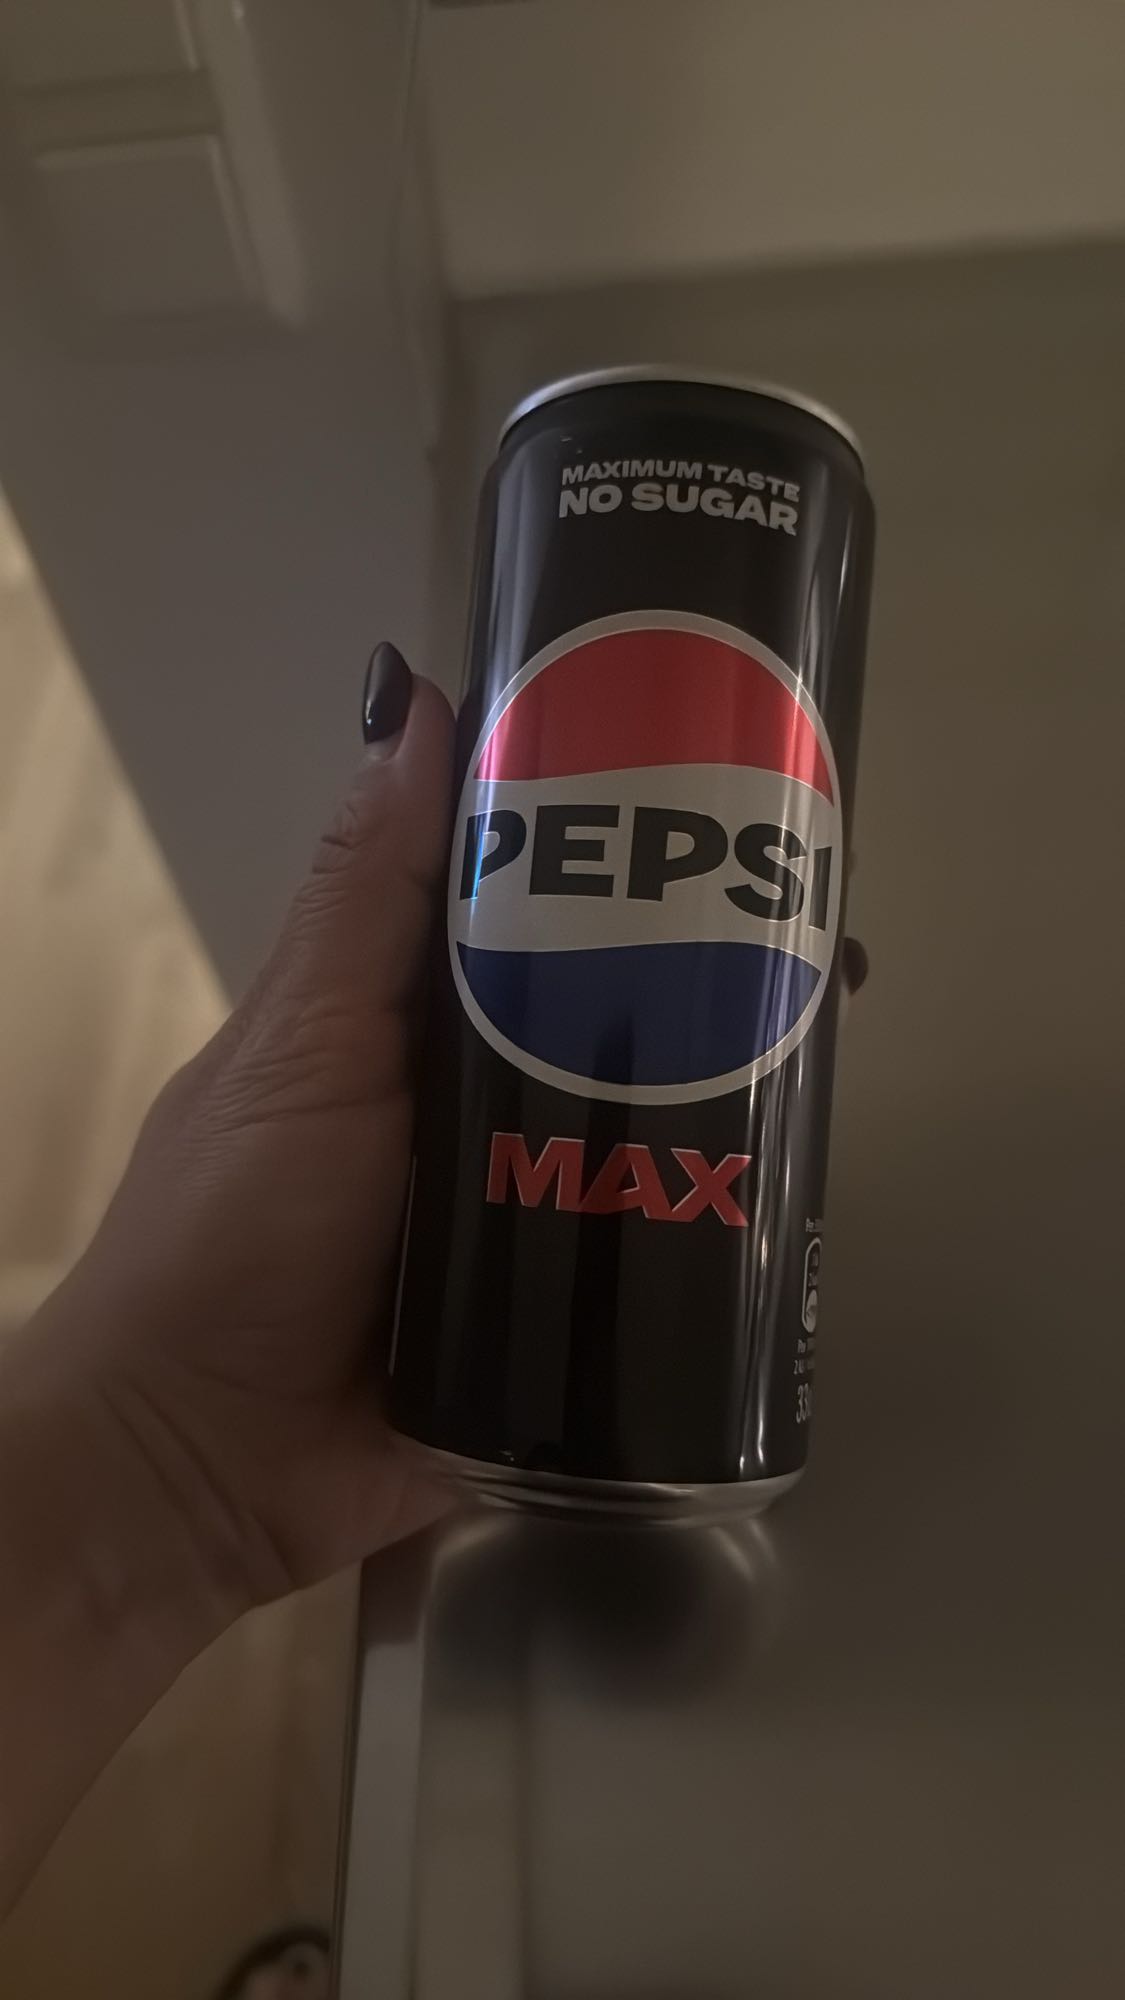 MAXIMUM TASTE
NO SUGAR
PEPSI
MAX